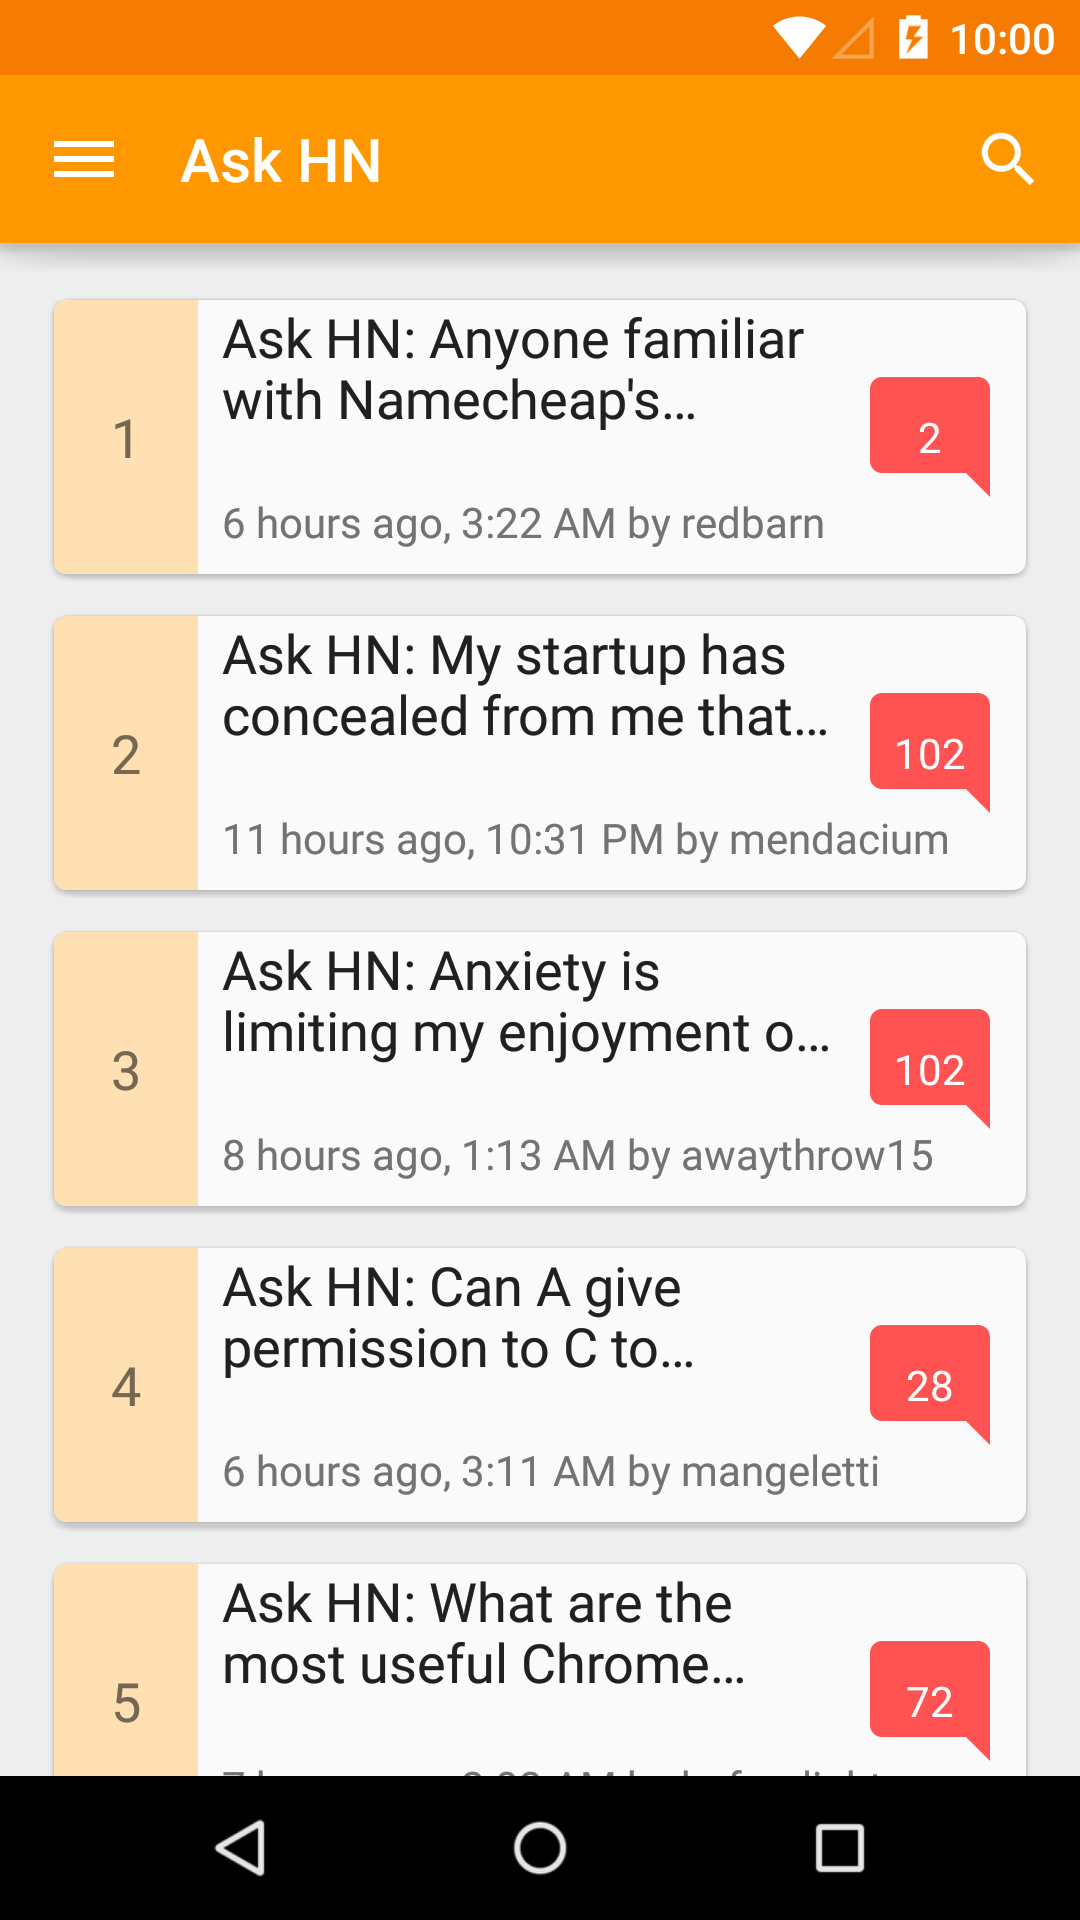 10:00
Ask HN
1
Ask HN: Anyone familiar
with Namecheap's...
2
6 hours ago, 3:22 AM by redbarn
2
Ask HN: My startup has
concealed from me that...
102
11 hours ago, 10:31 PM by mendacium
3
Ask HN: Anxiety is
limiting my enjoyment o...
102
8 hours ago, 1:13 AM by awaythrow15
4
Ask HN: Can A give
permission to C to...
28
6 hours ago, 3:11 AM by mangeletti
5
Ask HN: What are the
most useful Chrome...
72